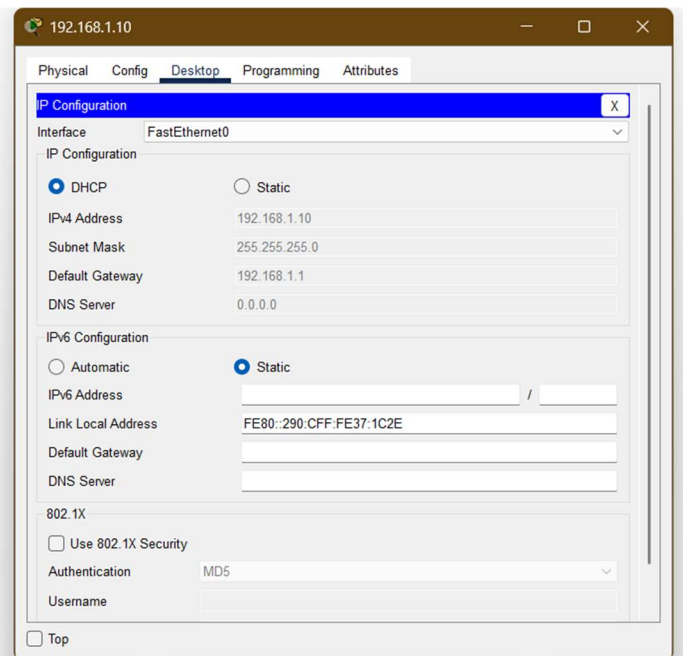 192.168.1.10
Physical Config Desktop Programming Attributes
IP Configuration X
Interface FastEthernet0
IP Configuration
DHCP Static
IPv4 Address 192.168.1.10
Subnet Mask 255.255.255.0
Default Gateway 192.168.1.1
DNS Server 0.0.0.0
IPv6 Configuration
Automatic Static
IPv6 Address /
Link Local Address FE80::290:CFF:FE37:1C2E
Default Gateway
DNS Server
802.1X
Use 802.1X Security
Authentication MD5
Username
Top